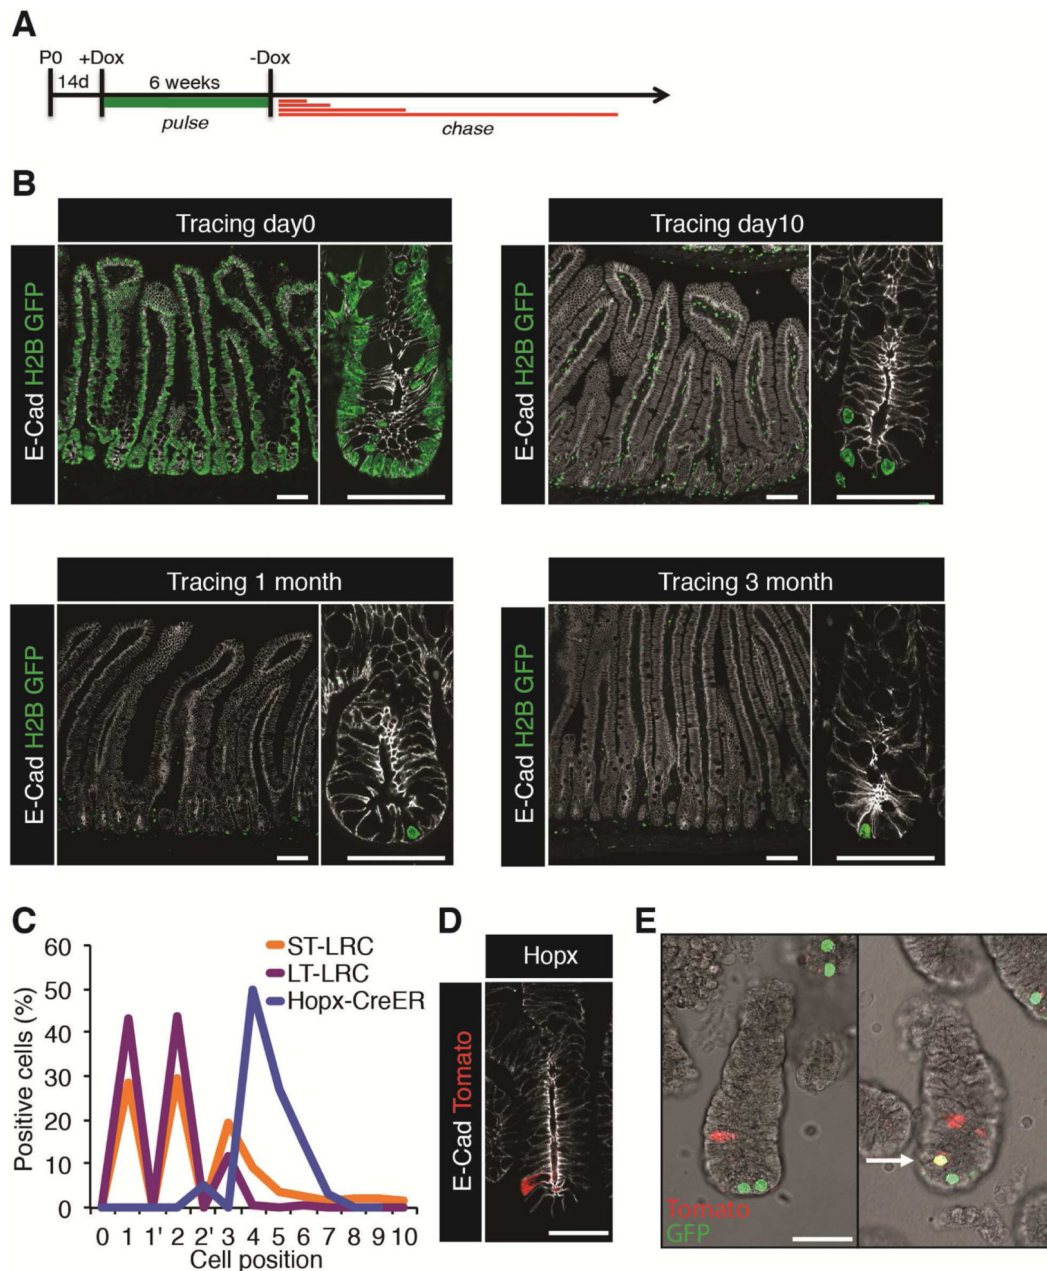 A
P0 +Dox -Dox
14d 6 weeks
pulse chase
B
Tracing day0
E-Cad H2B GFP
Tracing day10
E-Cad H2B GFP
Tracing 1 month
E-Cad H2B GFP
Tracing 3 month
E-Cad H2B GFP
C
Positive cells (%)
60
50
40
30
20
10
0
ST-LRC
LT-LRC
Hopx-CreER
0 1 1' 2 2' 3 4 5 6 7 8 9 10
Cell position
D
Hopx
E-Cad Tomato
E
Tomato
GFP